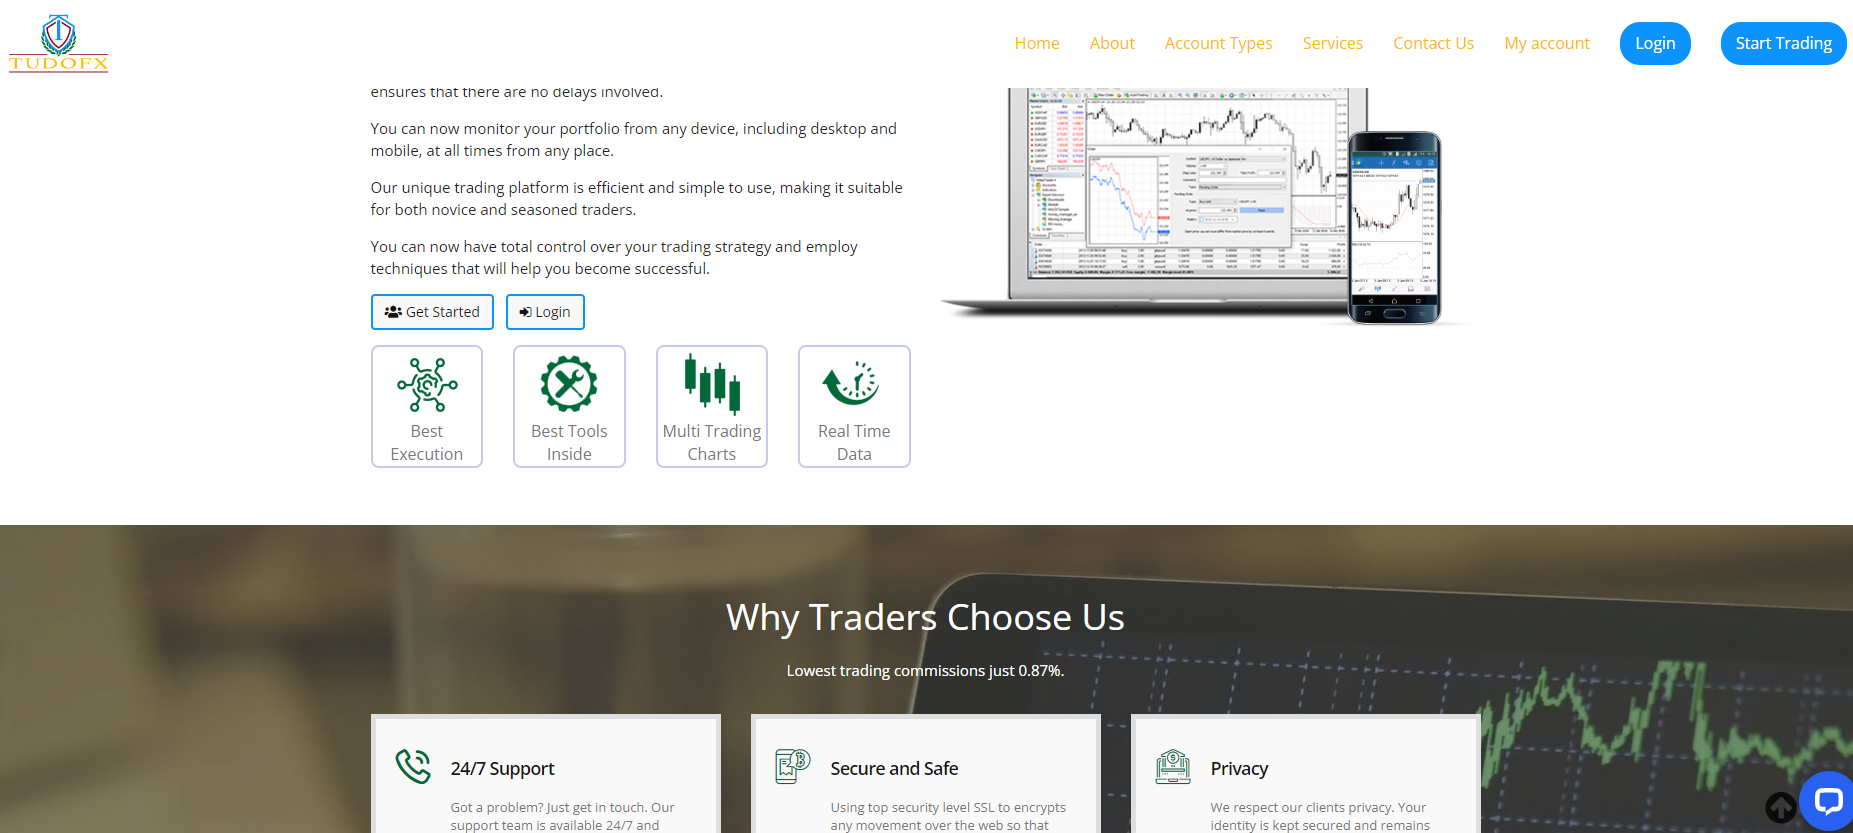 TUDOFX
Home
About
Account Types
Services
Contact Us
My account
Login
Start Trading
ensures that there are no delays involved.
You can now monitor your portfolio from any device, including desktop and
mobile, at all times from any place.
Our unique trading platform is efficient and simple to use, making it suitable
for both novice and seasoned traders.
You can now have total control over your trading strategy and employ
techniques that will help you become successful.
Get Started
Login
Best
Execution
Best Tools
Inside
Multi Trading
Charts
Real Time
Data
Why Traders Choose Us
Lowest trading commissions just 0.87%.
24/7 Support
Got a problem? Just get in touch. Our
support team is available 24/7 and
Secure and Safe
Using top security level SSL to encrypts
any movement over the web so that
Privacy
We respect our clients privacy. Your
identity is kept secured and remains